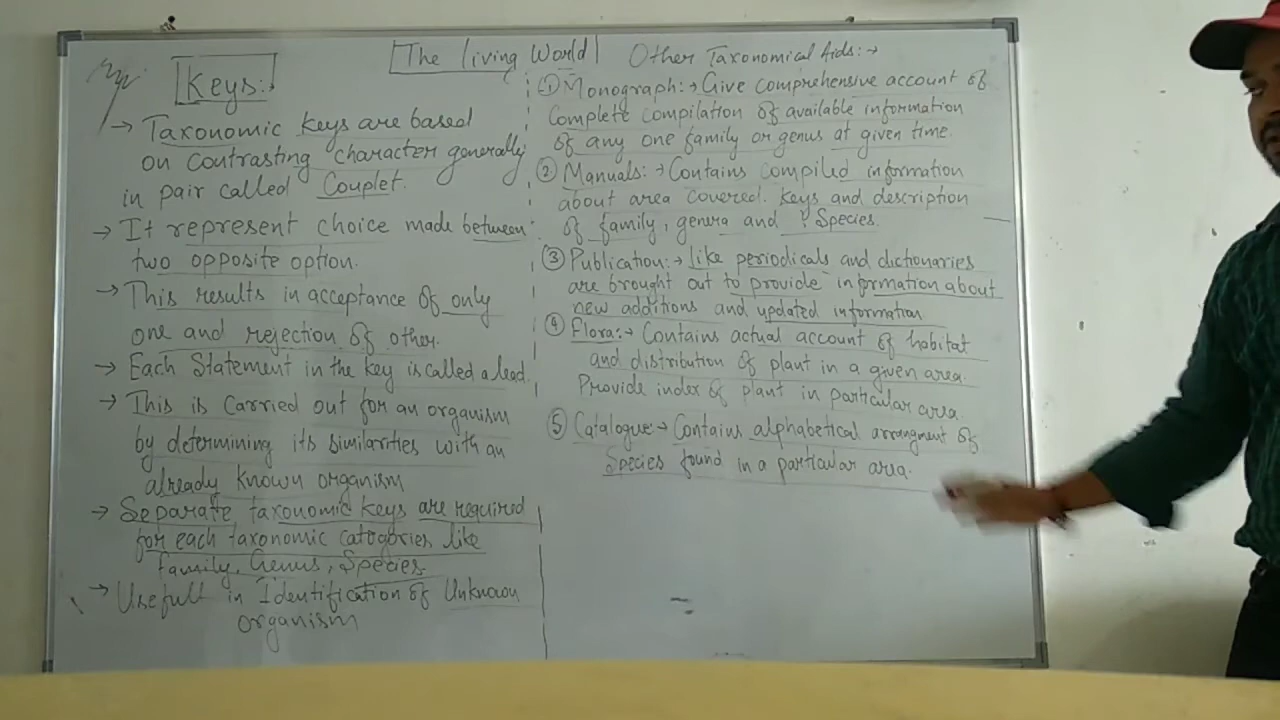 The living World
Keys:-
→ Taxonomic keys are based
on contrasting character generally
in pair called Couplet.
→ It represent choice made between
two opposite option.
→ This results in acceptance of only
one and rejection of other.
→ Each Statement in the key is called a lead.
→ This is Carried out for an organism
by determining its similarities with an
already known organism
→ Separate taxonomic keys are required
for each taxonomic catogories like
family, Genus, Species.
→ Usefull in Identification of Unknown
organism
Other Taxonomical Aids:→
① Monograph:→ Give comprehensive account of
Complete compilation of available information
of any one family or genus at given time.
② Manuals:→ Contains compiled information
about area covered. Keys and description
of family, genera and Species.
③ Publication:→ like periodicals and dictionaries
are brought out to provide information about
new additions and updated information
④ Flora:→ Contains actual account of habitat
and distribution of plant in a given area.
Provide index of plant in particular area.
⑤ Catalogue:→ Contains alphabetical arrangment of
Species found in a particular area.